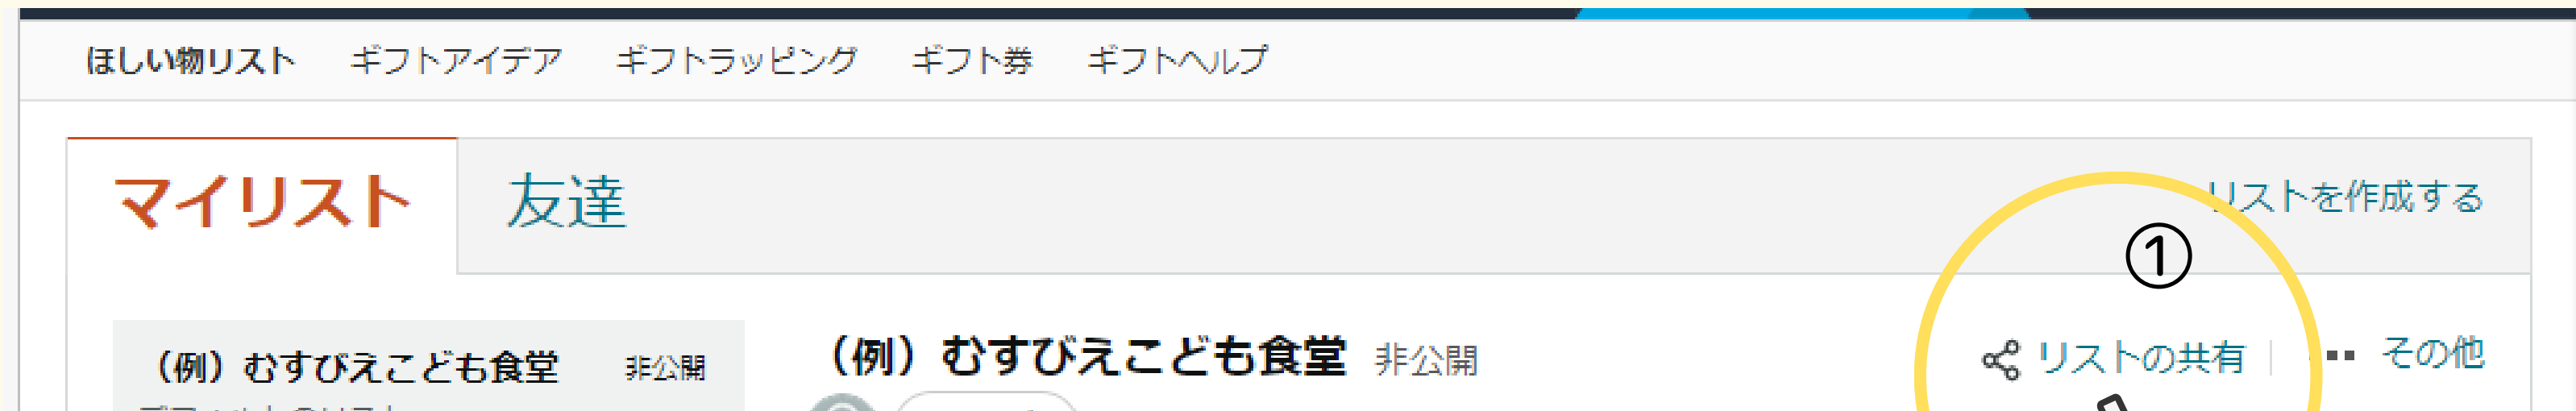 ほしい物リスト ギフトアイデア ギフトラッピング ギフト券 ギフトヘルプ
マイリスト 友達 リストを作成する
①
（例）むすびえこども食堂 非公開
（例）むすびえこども食堂 非公開 リストの共有 その他